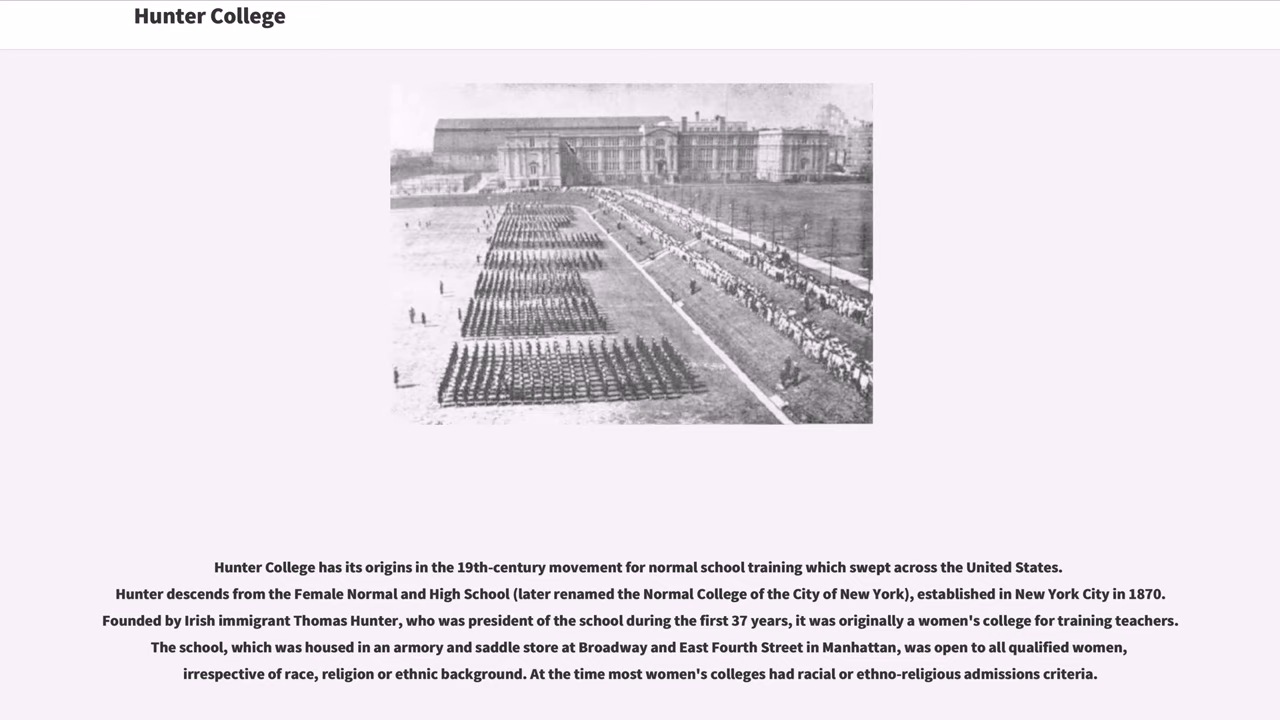 Hunter College
Hunter College has its origins in the 19th-century movement for normal school training which swept across the United States.
Hunter descends from the Female Normal and High School (later renamed the Normal College of the City of New York), established in New York City in 1870.
Founded by Irish immigrant Thomas Hunter, who was president of the school during the first 37 years, it was originally a women's college for training teachers.
The school, which was housed in an armory and saddle store at Broadway and East Fourth Street in Manhattan, was open to all qualified women,
irrespective of race, religion or ethnic background. At the time most women's colleges had racial or ethno-religious admissions criteria.